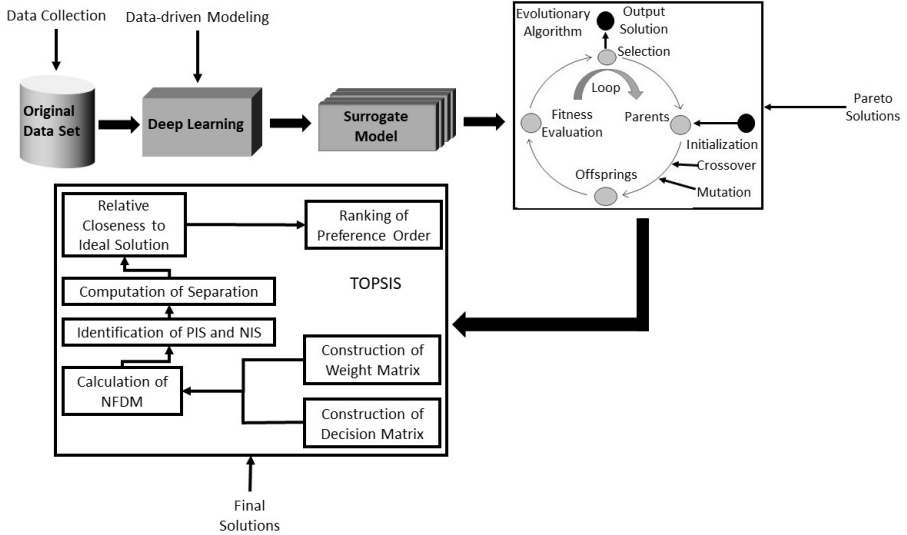 Data Collection
Data-driven Modeling
Original
Data Set
Deep Learning
Surrogate
Model
Evolutionary
Algorithm
Output
Solution
Selection
Loop
Fitness
Evaluation
Parents
Initialization
Crossover
Mutation
Offsprings
Pareto
Solutions
Relative
Closeness to
Ideal Solution
Ranking of
Preference Order
TOPSIS
Computation of Separation
Identification of PIS and NIS
Calculation of
NFDM
Construction of
Weight Matrix
Construction of
Decision Matrix
Final
Solutions